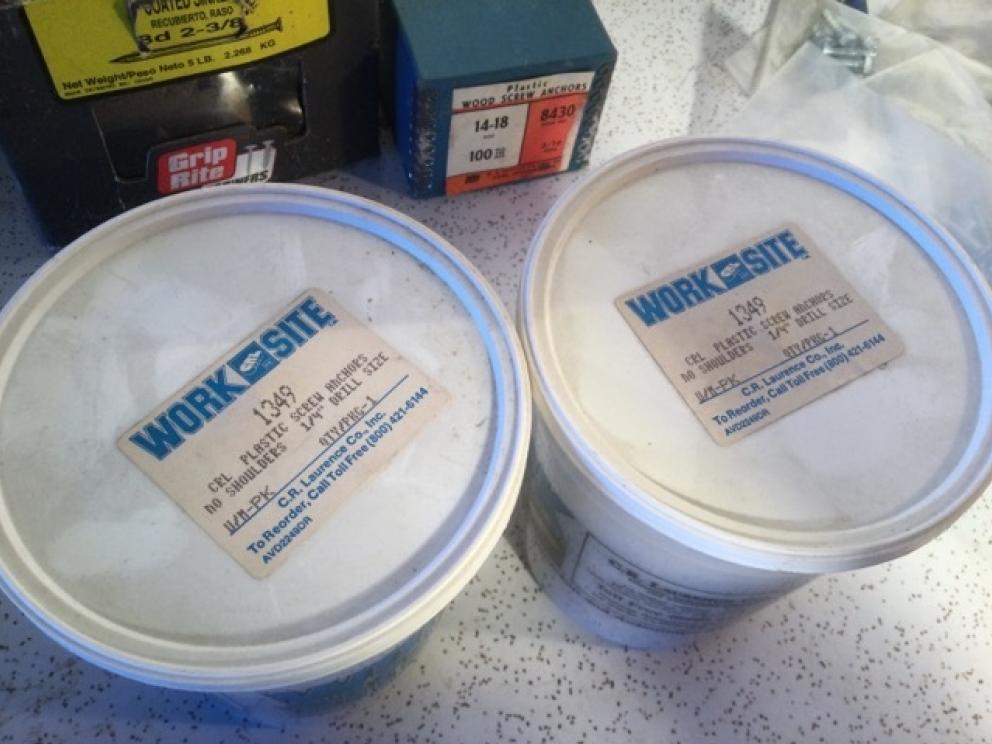 COATED SINKER
RECUBIERTO, RASO
8d 2-3/8
Net Weight/Peso Neto 5 LB. 2.268 KG
Grip
Rite
Plastic
WOOD SCREW ANCHORS
14-18
8430
100
WORK SITE
1349
CRL PLASTIC SCREW ANCHORS
NO SHOULDERS 1/4" DRILL SIZE
QTY/PKG-1
U/M-PK
C.R. Laurence Co., Inc.
To Reorder, Call Toll Free (800) 421-6144
AVD2249DR
WORK SITE
1349
CRL PLASTIC SCREW ANCHORS
NO SHOULDERS 1/4" DRILL SIZE
QTY/PKG-1
U/M-PK
C.R. Laurence Co., Inc.
To Reorder, Call Toll Free (800) 421-6144
AVD2249DR